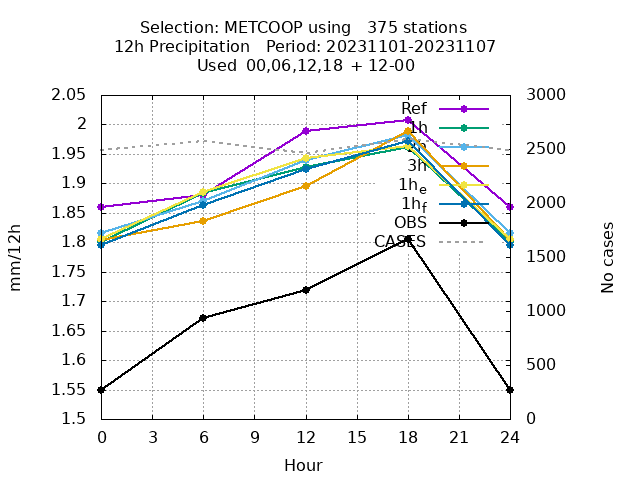 Selection: METCOOP using 375 stations
12h Precipitation Period: 20231101-20231107
Used 00,06,12,18 + 12-00
2.05
2
1.95
1.9
1.85
1.8
1.75
1.7
1.65
1.6
1.55
1.5
mm/12h
3000
2500
2000
1500
1000
500
0
No cases
Ref
1h
3h
1he
1hf
OBS
CASES
0 3 6 9 12 15 18 21 24
Hour